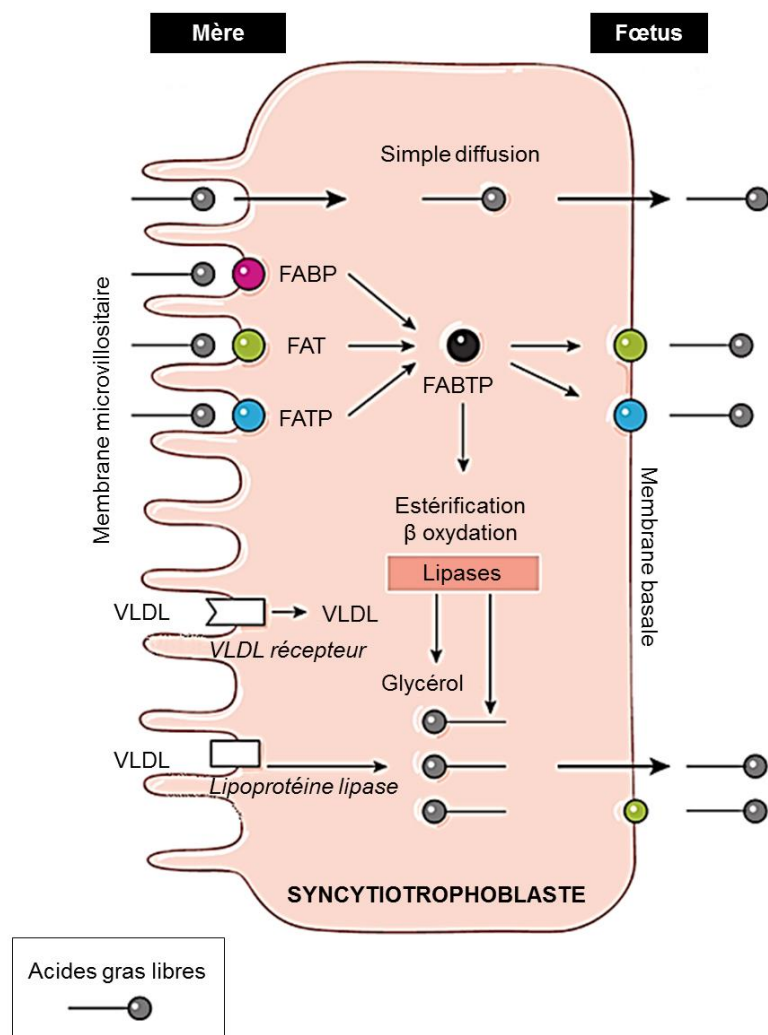 Mère
Fœtus
Simple diffusion
Membrane microvillositaire
FABP
FAT
FABTP
FATP
Membrane basale
Estérification
β oxydation
Lipases
VLDL
VLDL
VLDL récepteur
Glycérol
VLDL
Lipoprotéine lipase
SYNCYTIOTROPHOBLASTE
Acides gras libres